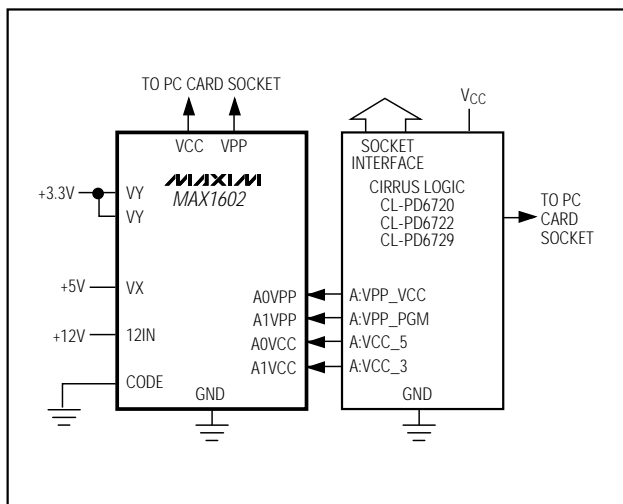 TO PC CARD SOCKET
VCC VPP
MAXIM
MAX1602
+3.3V
VY
VY
+5V
VX
+12V
12IN
CODE
A0VPP
A1VPP
A0VCC
A1VCC
GND
VCC
SOCKET
INTERFACE
CIRRUS LOGIC
CL-PD6720
CL-PD6722
CL-PD6729
A:VPP_VCC
A:VPP_PGM
A:VCC_5
A:VCC_3
GND
TO PC
CARD
SOCKET